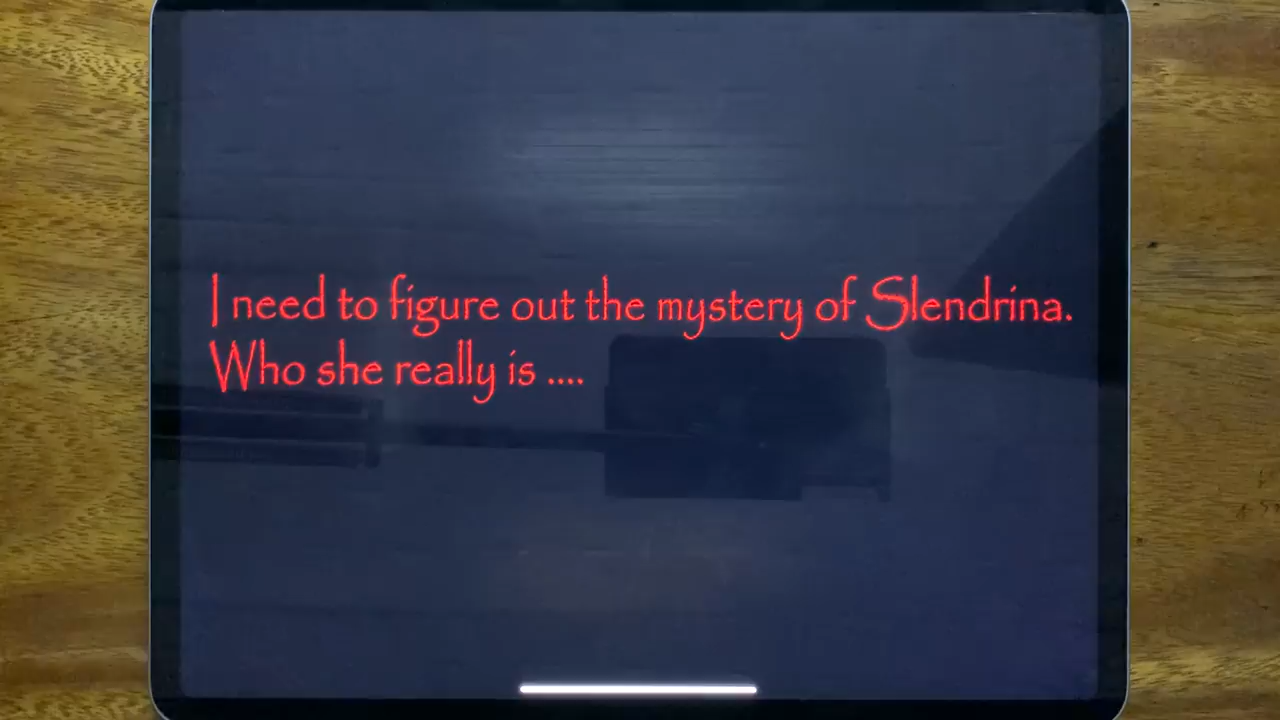 I need to figure out the mystery of Slendrina.
Who she really is ....